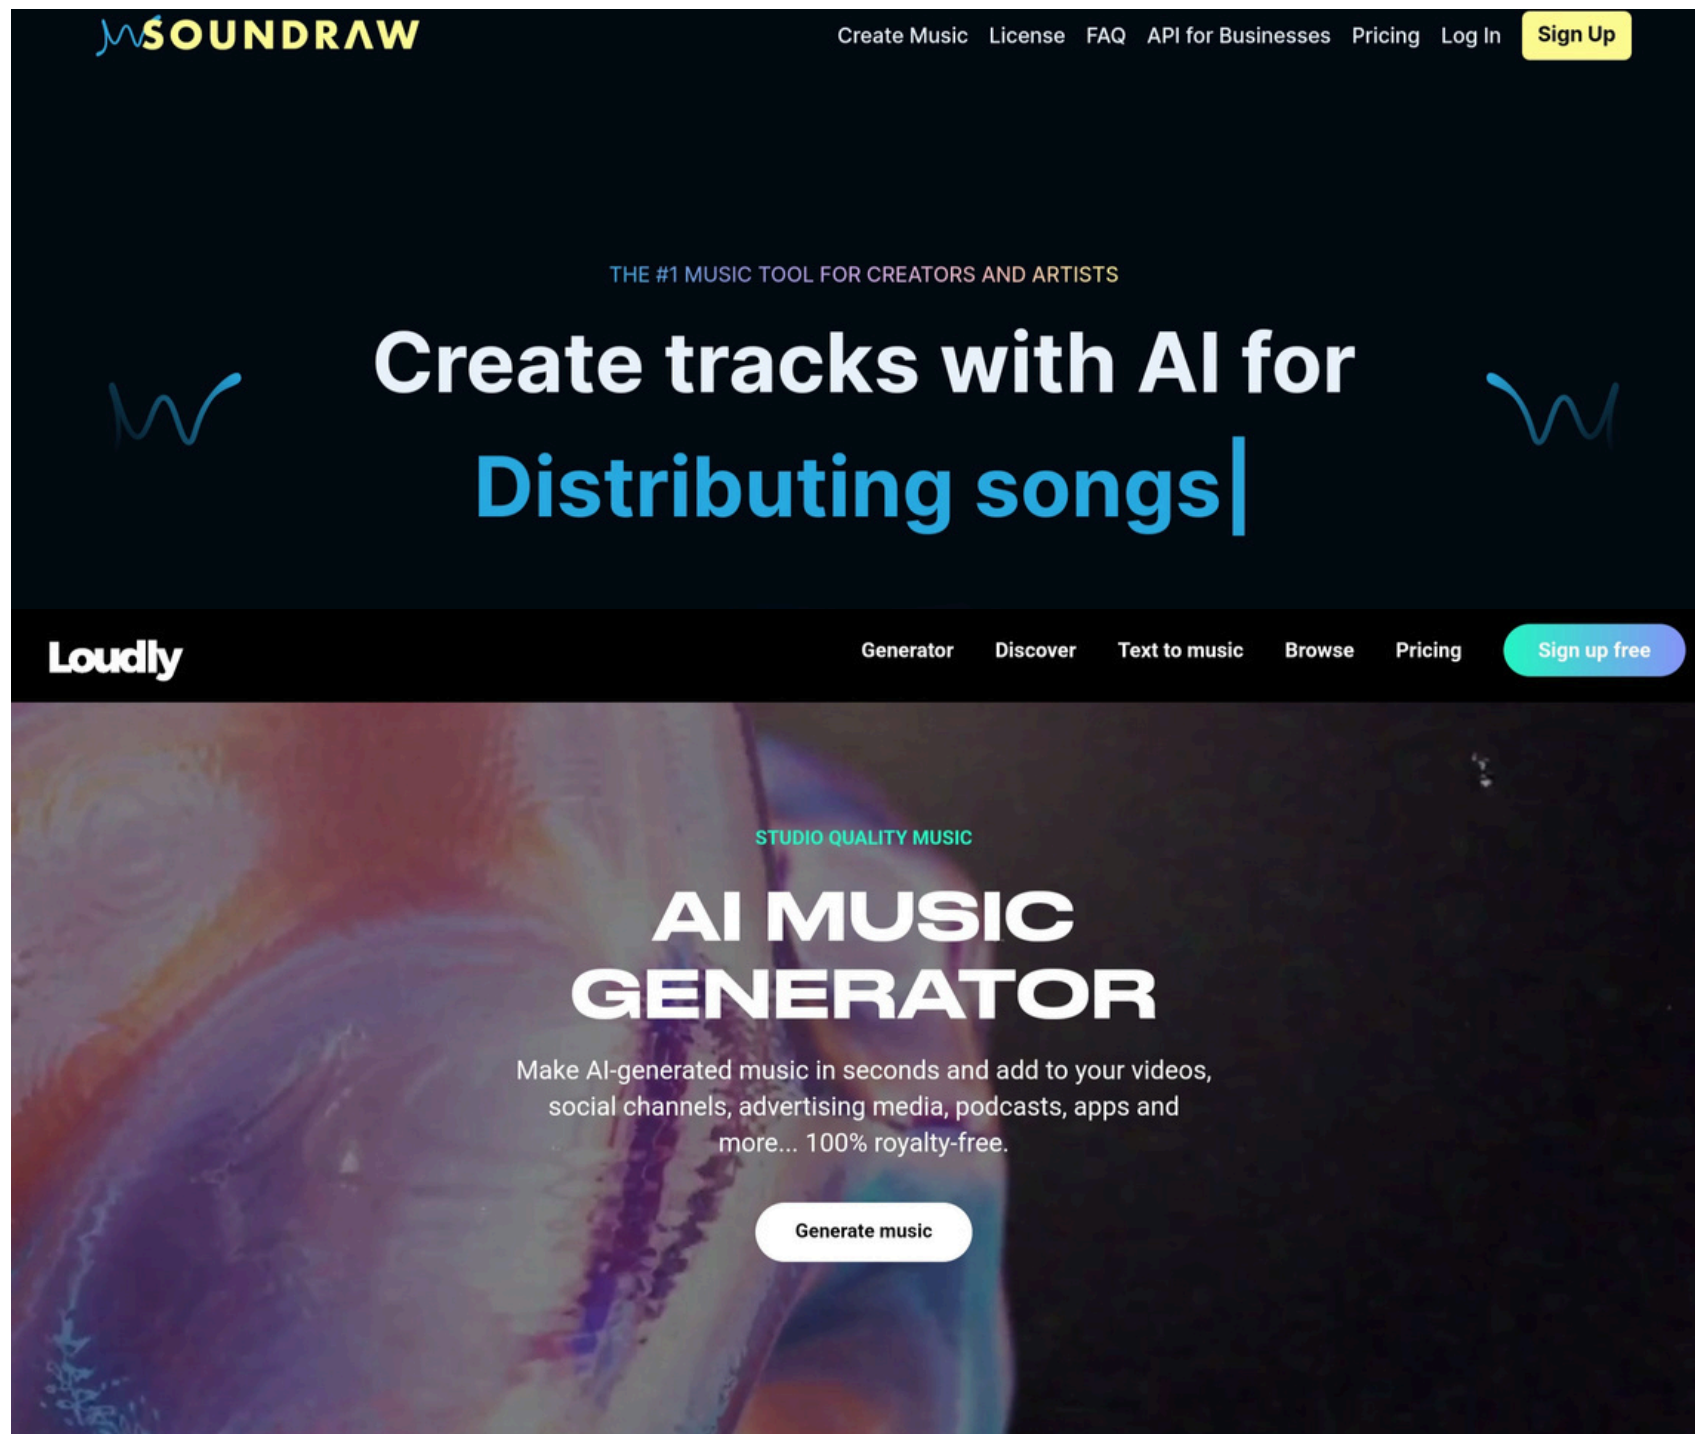 SOUNDRAW
Create Music License FAQ API for Businesses Pricing Log In Sign Up
THE #1 MUSIC TOOL FOR CREATORS AND ARTISTS
Create tracks with AI for
Distributing songs|
Loudly
Generator Discover Text to music Browse Pricing Sign up free
STUDIO QUALITY MUSIC
AI MUSIC
GENERATOR
Make AI-generated music in seconds and add to your videos,
social channels, advertising media, podcasts, apps and
more... 100% royalty-free.
Generate music